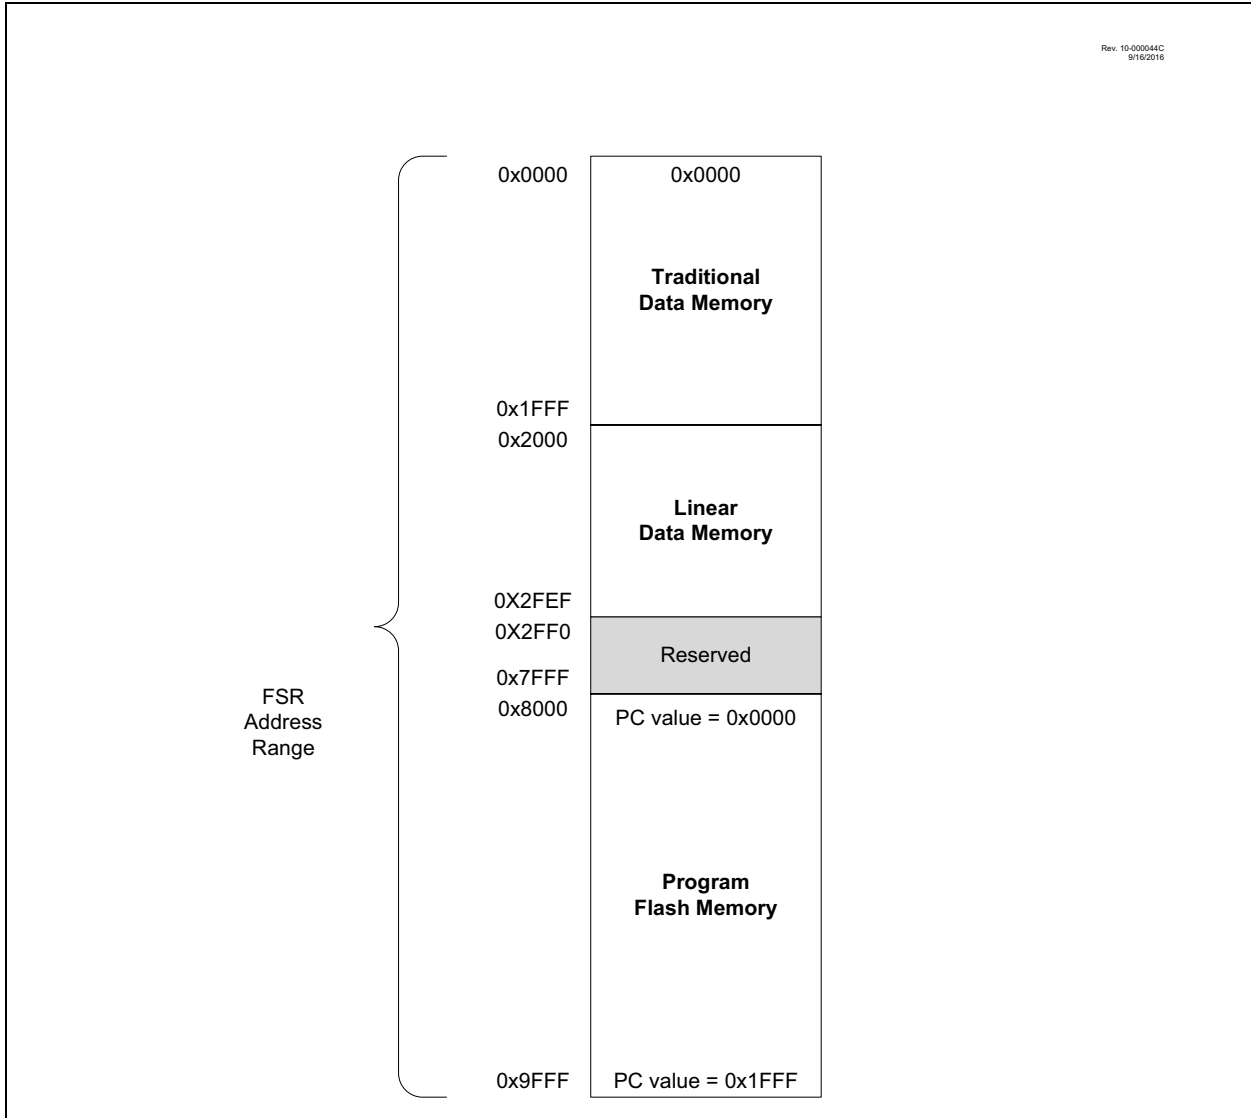 Rev. 10-000044C
9/16/2016
0x0000
0x0000
Traditional
Data Memory
0x1FFF
0x2000
Linear
Data Memory
0X2FEF
0X2FF0
Reserved
0x7FFF
0x8000
PC value = 0x0000
FSR
Address
Range
Program
Flash Memory
0x9FFF
PC value = 0x1FFF